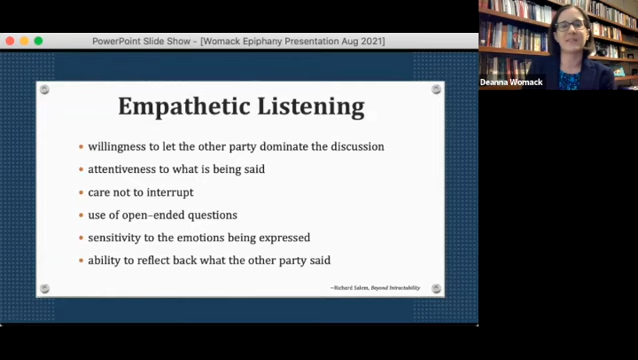 PowerPoint Slide Show - [Womack Epiphany Presentation Aug 2021]
Deanna Womack
Empathetic Listening
• willingness to let the other party dominate the discussion
• attentiveness to what is being said
• care not to interrupt
• use of open-ended questions
• sensitivity to the emotions being expressed
• ability to reflect back what the other party said
~Richard Salem, Beyond Intractability